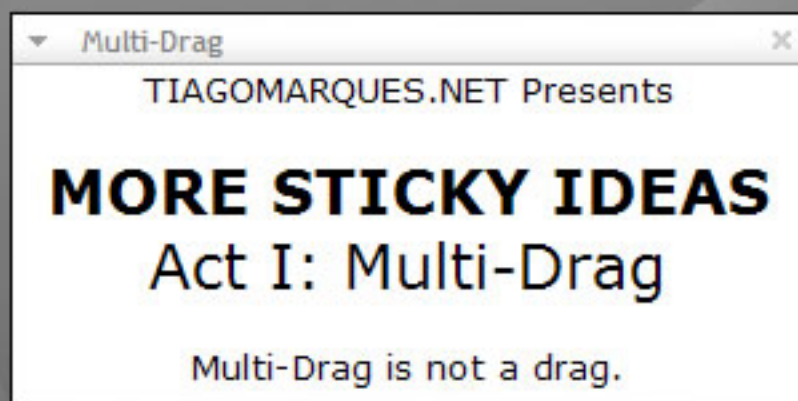 Multi-Drag
TIAGOMARQUES.NET Presents
MORE STICKY IDEAS
Act I: Multi-Drag
Multi-Drag is not a drag.